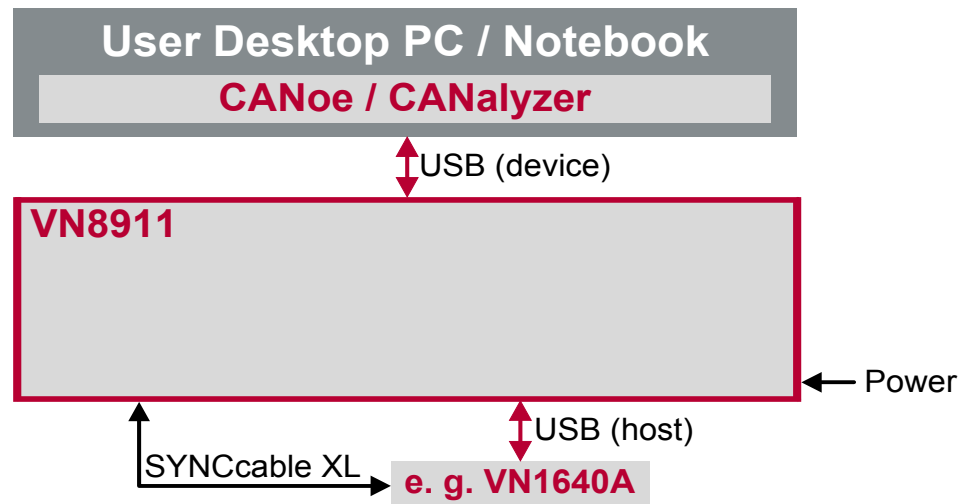 User Desktop PC / Notebook
CANoe / CANalyzer
USB (device)
VN8911
Power
USB (host)
SYNCcable XL
e. g. VN1640A